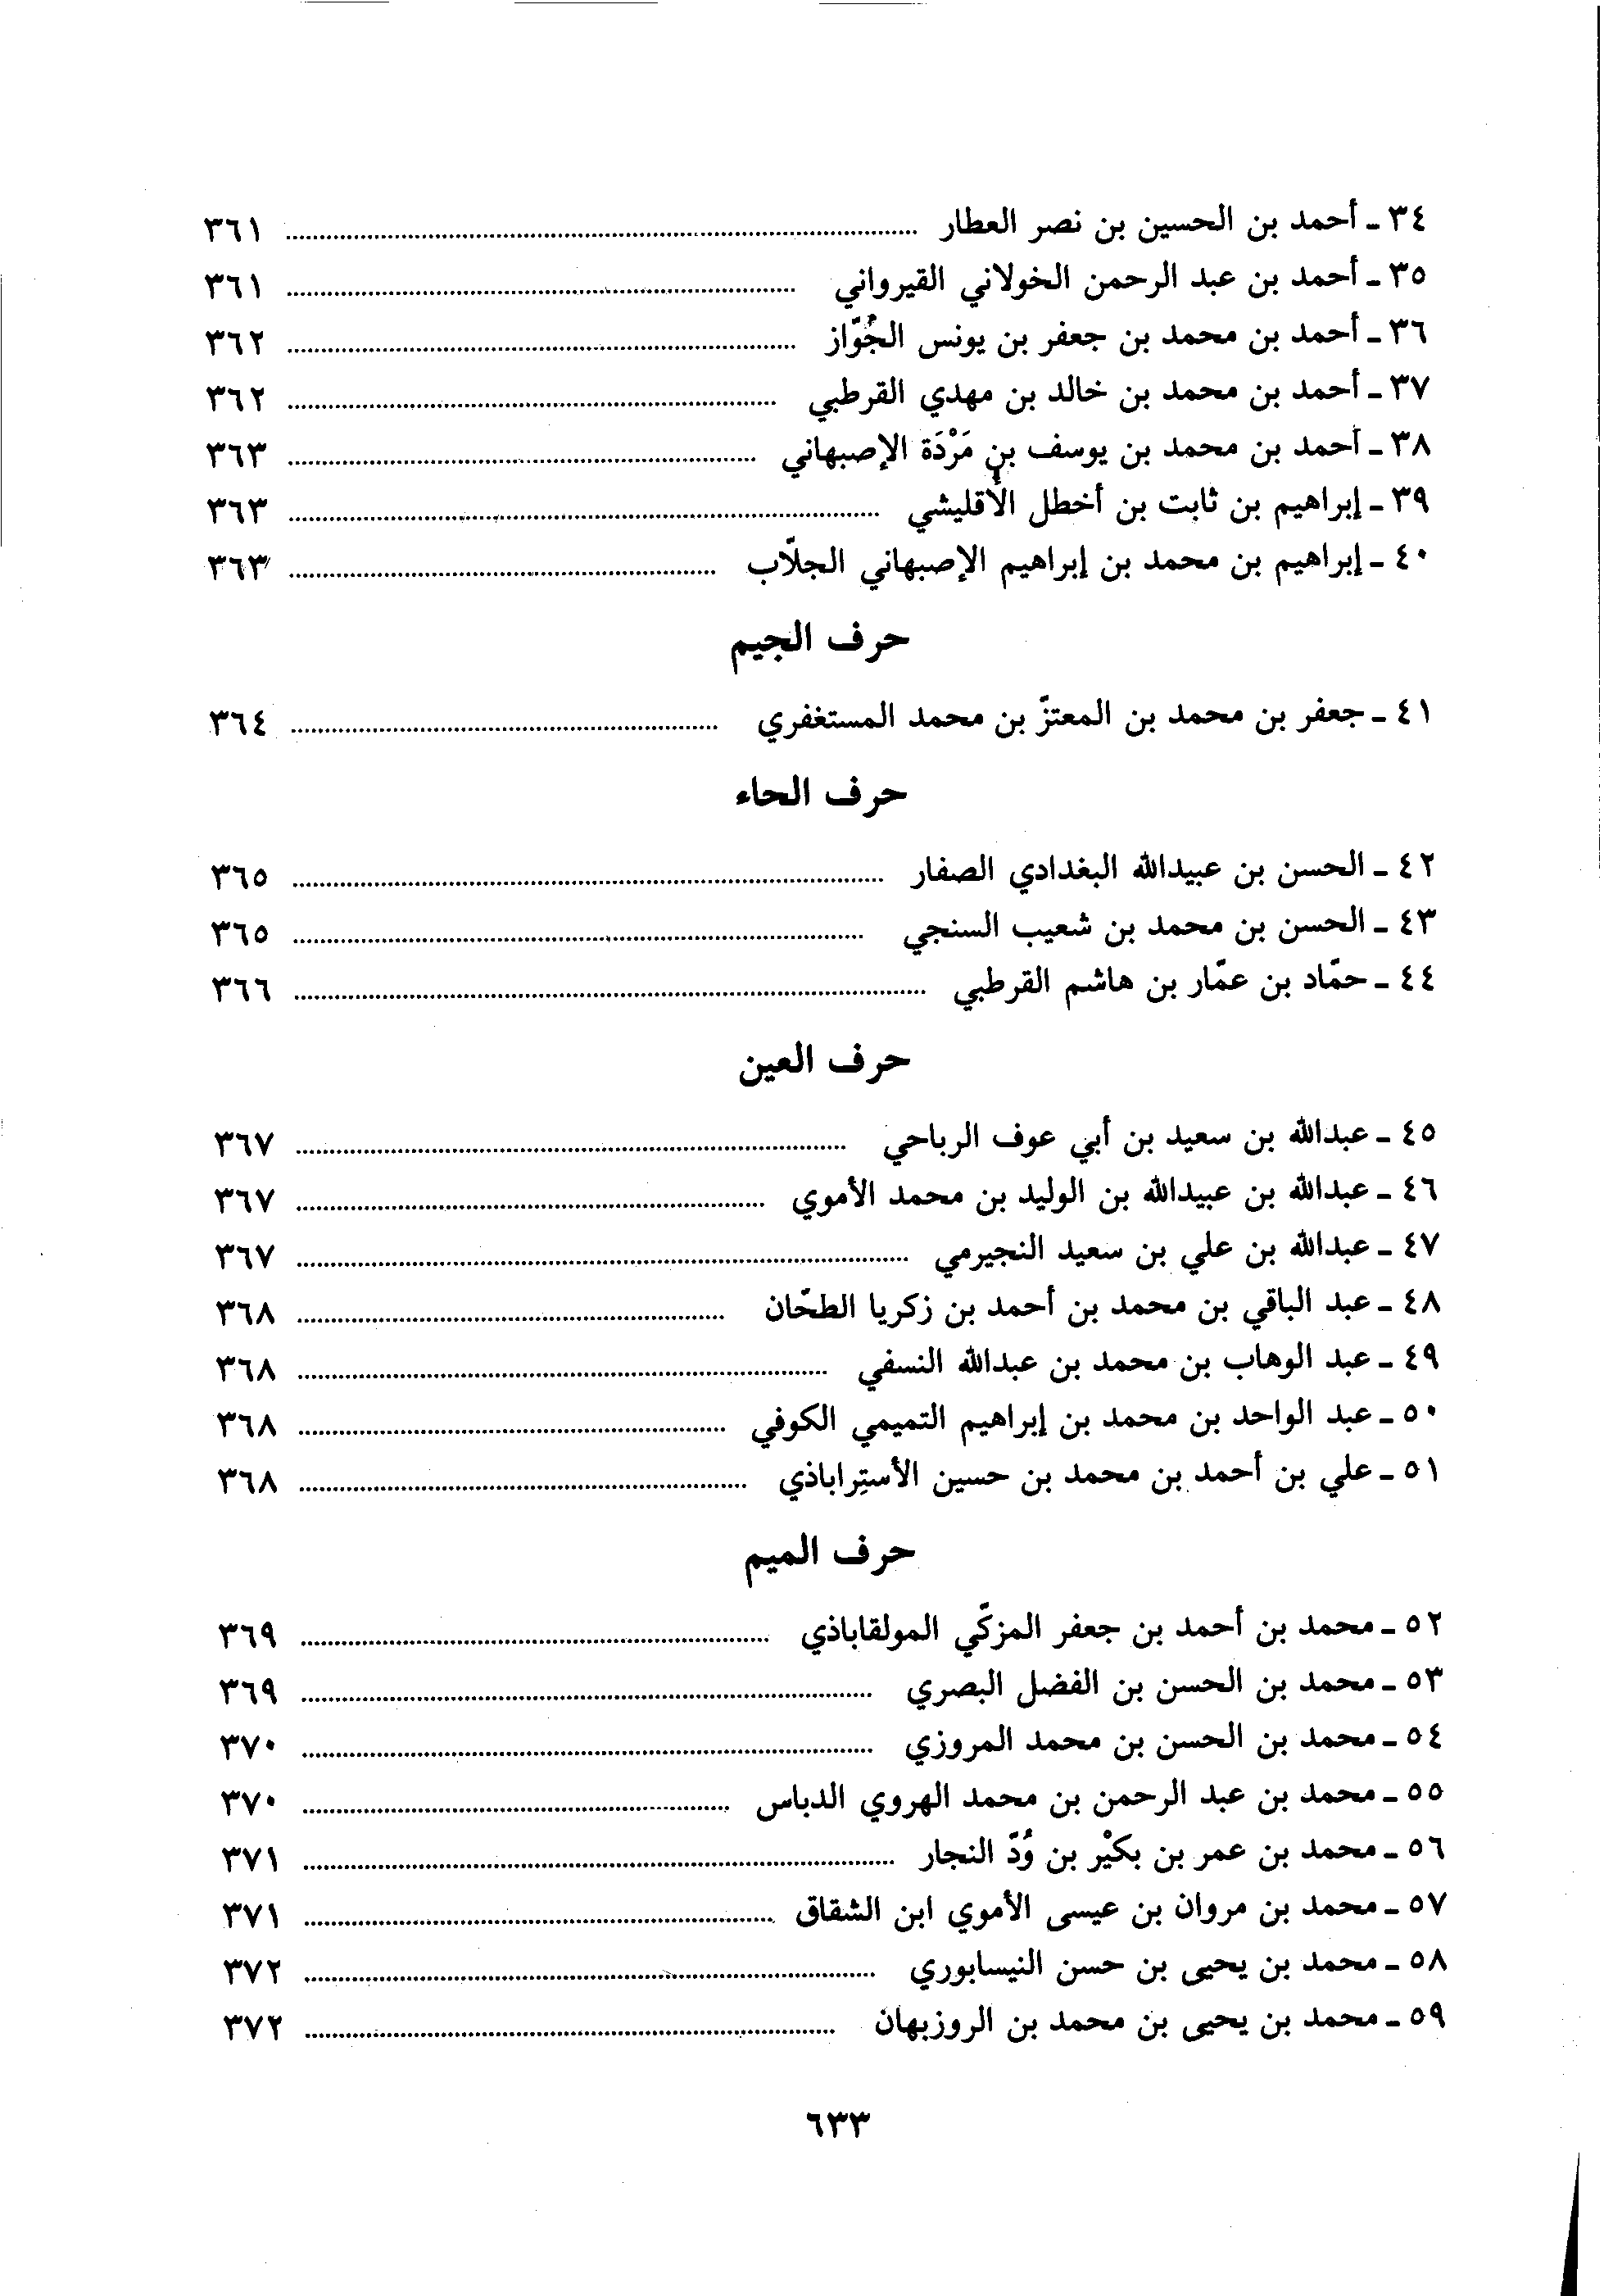 ٣٤ - أحمد بن الحسين بن نصر العطار ........ ٣٦١
٣٥ - أحمد بن عبد الرحمن الخولاني القيرواني ........ ٣٦١
٣٦ - أحمد بن محمد بن جعفر بن يونس الجُوّاز ........ ٣٦٢
٣٧ - أحمد بن محمد بن خالد بن مهدي القرطبي ........ ٣٦٢
٣٨ - أحمد بن محمد بن يوسف بن مَرْدَة الإصبهاني ........ ٣٦٣
٣٩ - إبراهيم بن ثابت بن أخطل الأُقليشي ........ ٣٦٣
٤٠ - إبراهيم بن محمد بن إبراهيم الإصبهاني الجلّاب ........ ٣٦٣
حرف الجيم
٤١ - جعفر بن محمد بن المعتزّ بن محمد المستغفري ........ ٣٦٤
حرف الحاء
٤٢ - الحسن بن عبيدالله البغدادي الصفار ........ ٣٦٥
٤٣ - الحسن بن محمد بن شعيب السنجي ........ ٣٦٥
٤٤ - حمّاد بن عمّار بن هاشم القرطبي ........ ٣٦٦
حرف العين
٤٥ - عبدالله بن سعيد بن أبي عوف الرباحي ........ ٣٦٧
٤٦ - عبدالله بن عبيدالله بن الوليد بن محمد الأموي ........ ٣٦٧
٤٧ - عبدالله بن علي بن سعيد النجيرمي ........ ٣٦٧
٤٨ - عبد الباقي بن محمد بن أحمد بن زكريا الطحّان ........ ٣٦٨
٤٩ - عبد الوهاب بن محمد بن عبدالله النسفي ........ ٣٦٨
٥٠ - عبد الواحد بن محمد بن إبراهيم التميمي الكوفي ........ ٣٦٨
٥١ - علي بن أحمد بن محمد بن حسين الأستِراباذي ........ ٣٦٨
حرف الميم
٥٢ - محمد بن أحمد بن جعفر المزكّي المولقاباذي ........ ٣٦٩
٥٣ - محمد بن الحسن بن الفضل البصري ........ ٣٦٩
٥٤ - محمد بن الحسن بن محمد المروزي ........ ٣٧٠
٥٥ - محمد بن عبد الرحمن بن محمد الهروي الدباس ........ ٣٧٠
٥٦ - محمد بن عمر بن بكيْر بن وُدّ النجار ........ ٣٧١
٥٧ - محمد بن مروان بن عيسى الأموي ابن الشقاق ........ ٣٧١
٥٨ - محمد بن يحيى بن حسن النيسابوري ........ ٣٧٢
٥٩ - محمد بن يحيى بن محمد بن الروزبهان ........ ٣٧٢
٦٣٣